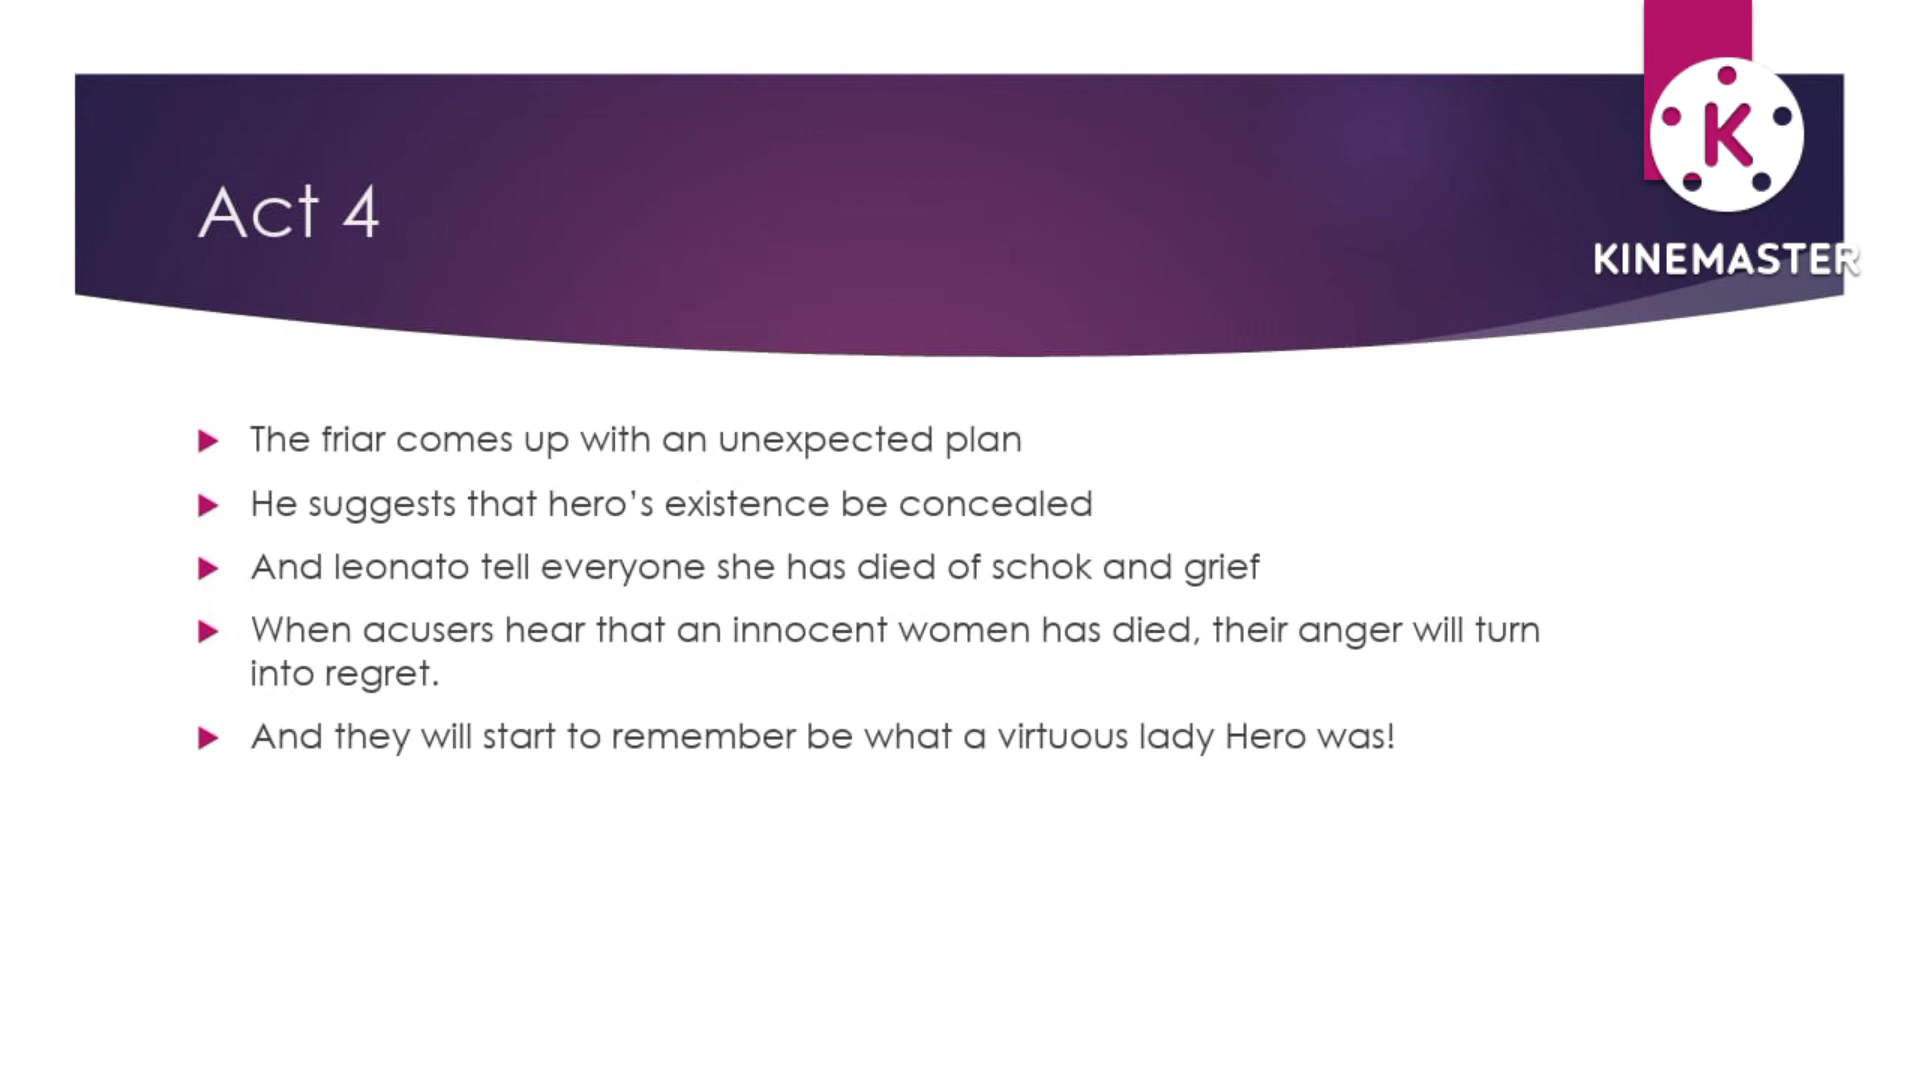 K
KINEMASTER
Act 4
The friar comes up with an unexpected plan
He suggests that hero’s existence be concealed
And leonato tell everyone she has died of schok and grief
When acusers hear that an innocent women has died, their anger will turn
into regret.
And they will start to remember be what a virtuous lady Hero was!